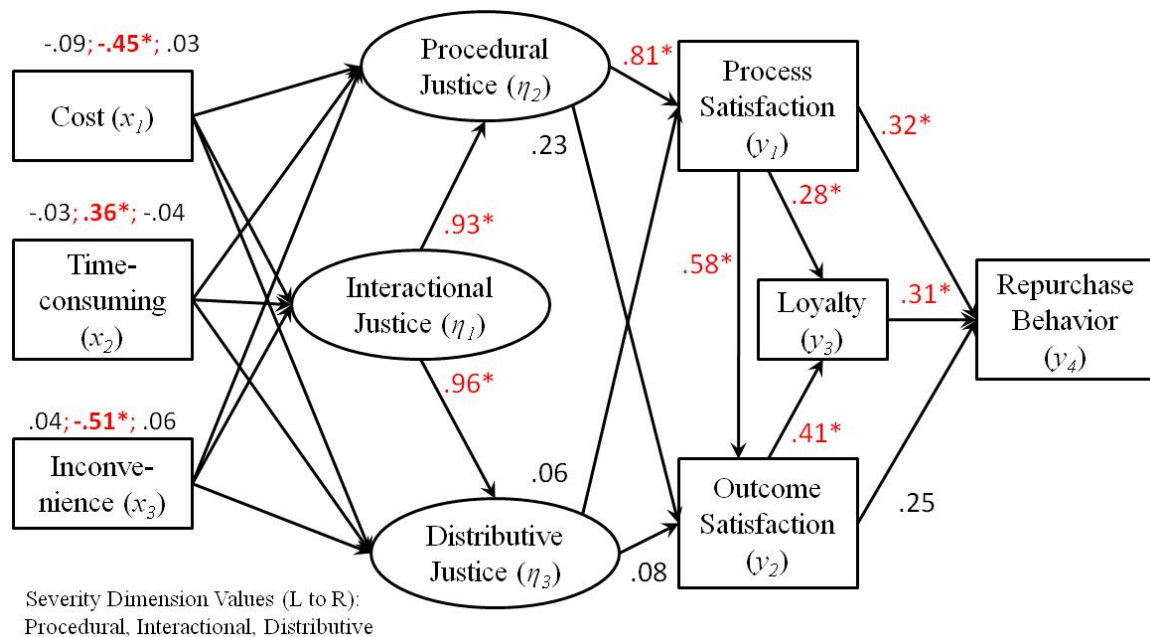 -.09; -.45*; .03
Cost (x₁)
-.03; .36*; -.04
Time-
consuming
(x₂)
.04; -.51*; .06
Inconve-
nience (x₃)
Severity Dimension Values (L to R):
Procedural, Interactional, Distributive
Procedural
Justice (η₂)
.93*
Interactional
Justice (η₁)
.96*
Distributive
Justice (η₃)
.81*
.23
.06
.08
Process
Satisfaction
(y₁)
.58*
.28*
.32*
Loyalty
(y₃)
.31*
.41*
Outcome
Satisfaction
(y₂)
.25
Repurchase
Behavior
(y₄)